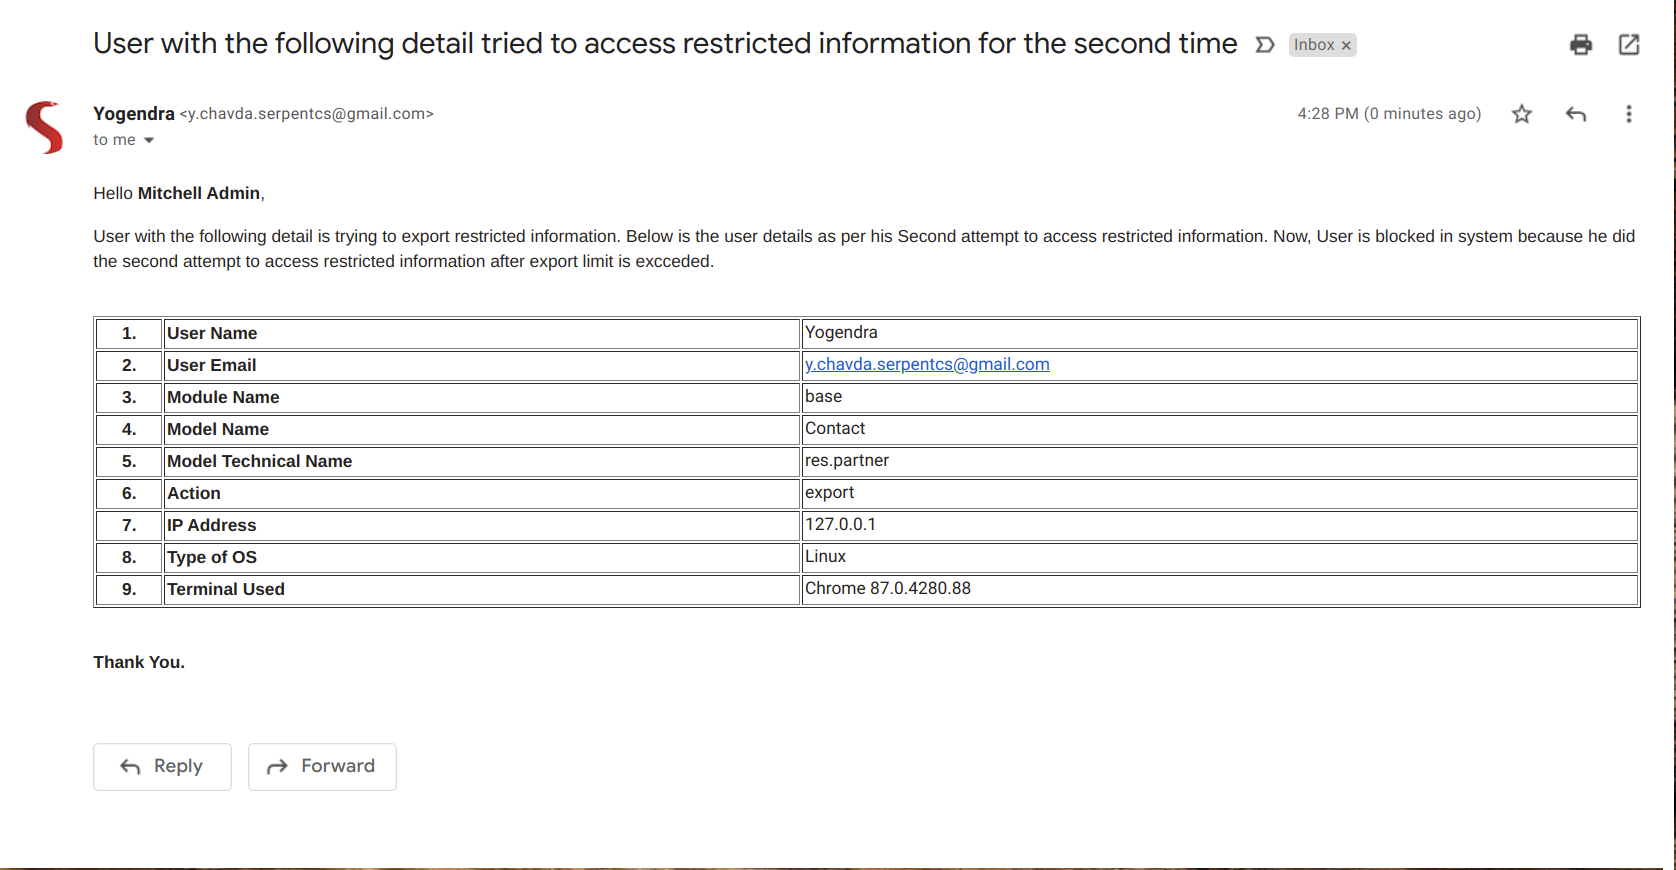 User with the following detail tried to access restricted information for the second time Inbox x
Yogendra <y.chavda.serpentcs@gmail.com> 4:28 PM (0 minutes ago)
to me
Hello Mitchell Admin,
User with the following detail is trying to export restricted information. Below is the user details as per his Second attempt to access restricted information. Now, User is blocked in system because he did
the second attempt to access restricted information after export limit is excceded.
1. User Name Yogendra
2. User Email y.chavda.serpentcs@gmail.com
3. Module Name base
4. Model Name Contact
5. Model Technical Name res.partner
6. Action export
7. IP Address 127.0.0.1
8. Type of OS Linux
9. Terminal Used Chrome 87.0.4280.88
Thank You.
Reply Forward